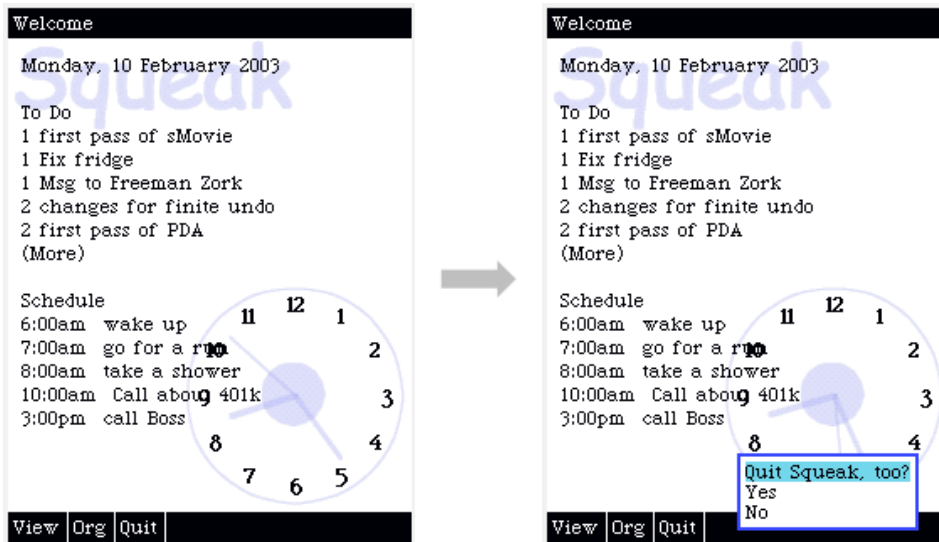 Welcome
Squeak
Monday, 10 February 2003
To Do
1 first pass of sMovie
1 Fix fridge
1 Msg to Freeman Zork
2 changes for finite undo
2 first pass of PDA
(More)
Schedule
6:00am wake up
7:00am go for a run
8:00am take a shower
10:00am Call about 401k
3:00pm call Boss
12
1
2
3
4
5
6
7
8
9
10
11
View Org Quit
Welcome
Squeak
Monday, 10 February 2003
To Do
1 first pass of sMovie
1 Fix fridge
1 Msg to Freeman Zork
2 changes for finite undo
2 first pass of PDA
(More)
Schedule
6:00am wake up
7:00am go for a run
8:00am take a shower
10:00am Call about 401k
3:00pm call Boss
12
1
2
3
4
8
9
10
11
Quit Squeak, too?
Yes
No
View Org Quit